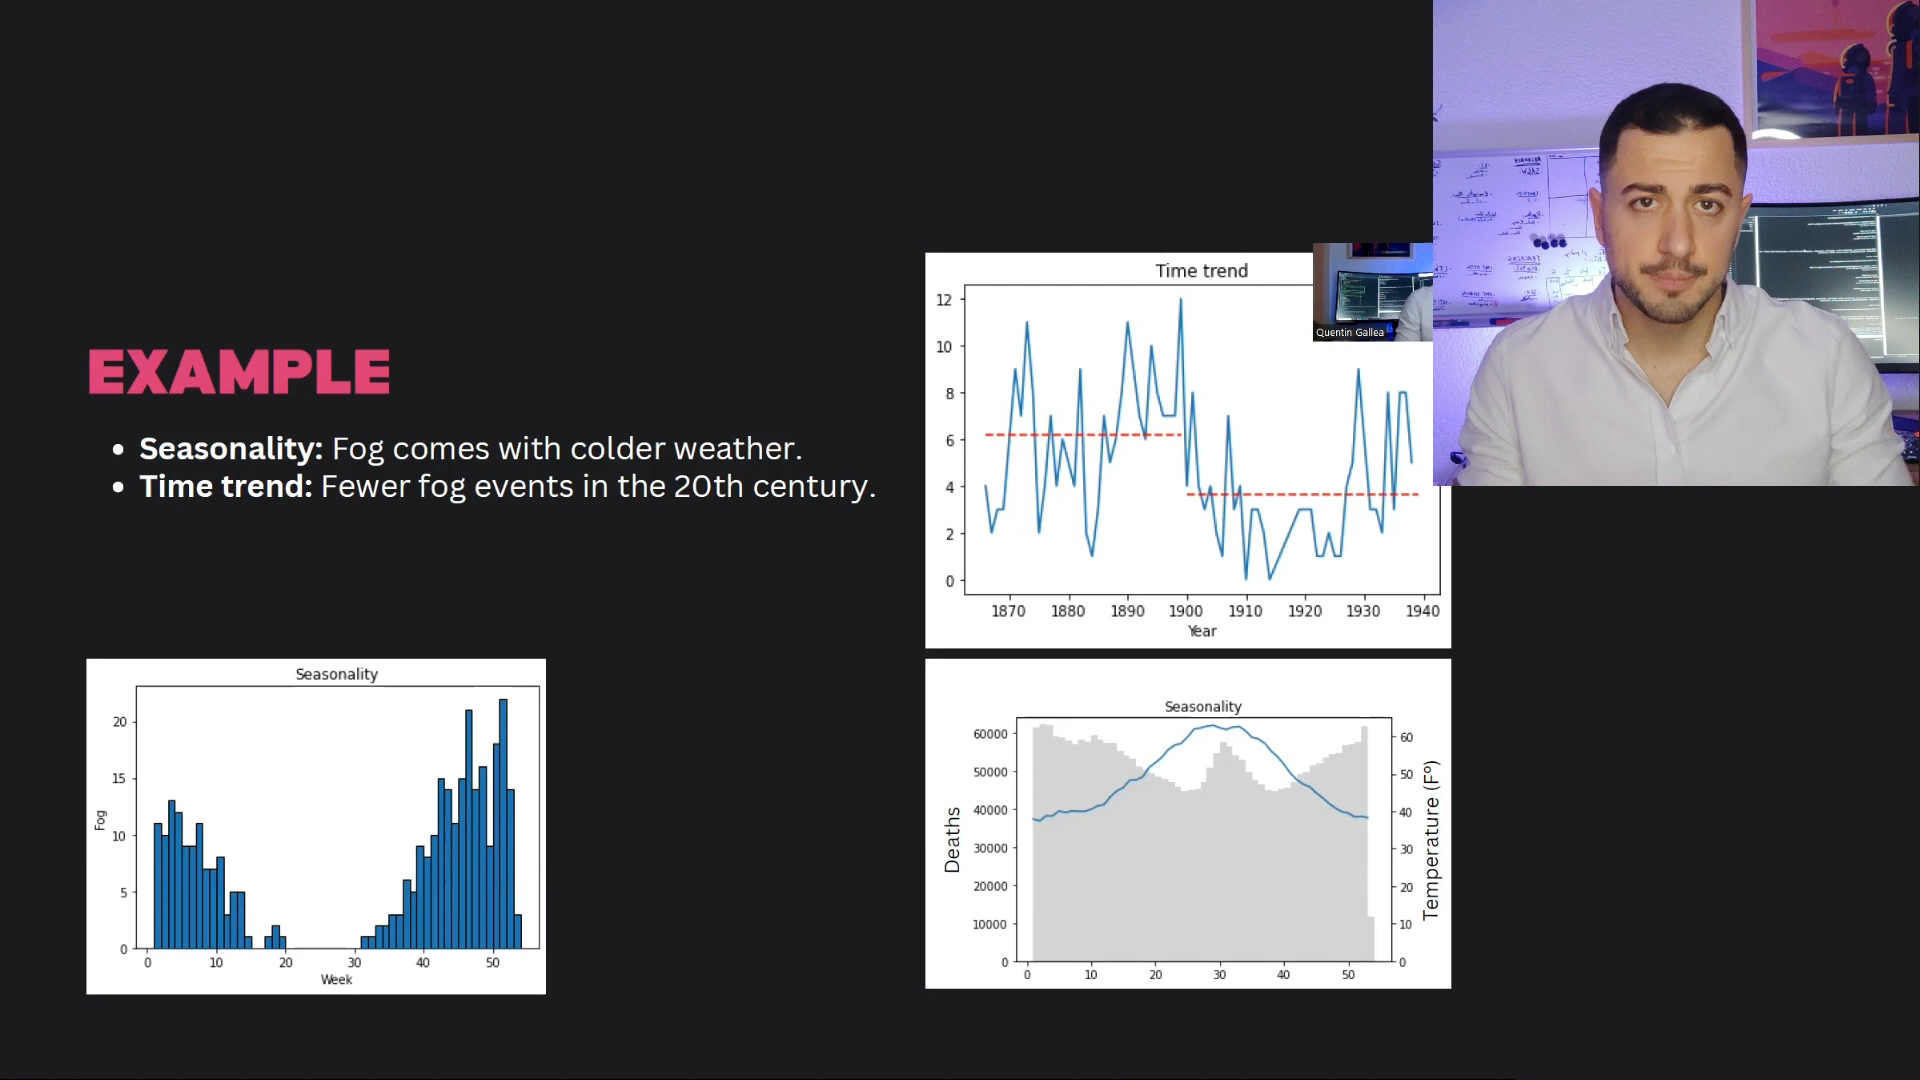 EXAMPLE
Seasonality: Fog comes with colder weather.
Time trend: Fewer fog events in the 20th century.
Time trend
12
10
8
6
4
2
0
1870 1880 1890 1900 1910 1920 1930 1940
Year
Quentin Gallea
Seasonality
20
15
10
5
0
Fog
0 10 20 30 40 50
Week
Seasonality
60000
50000
40000
30000
20000
10000
0
Deaths
60
50
40
30
20
10
0
Temperature (Fº)
0 10 20 30 40 50